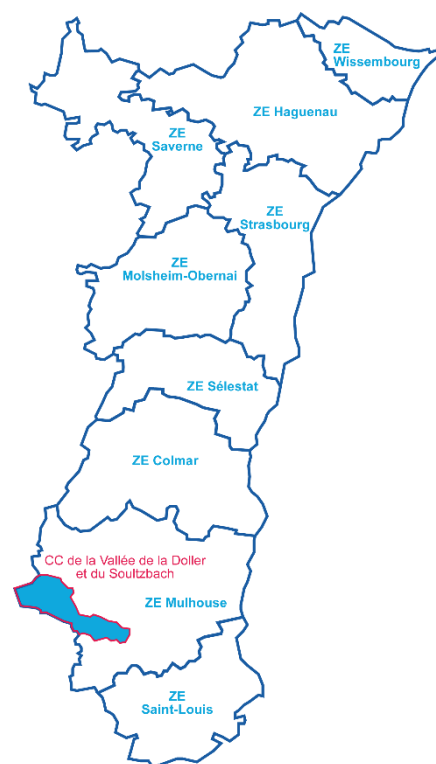 ZE
Wissembourg
ZE Haguenau
ZE
Saverne
ZE
Strasbourg
ZE
Molsheim-Obernai
ZE Sélestat
ZE Colmar
CC de la Vallée de la Doller
et du Soultzbach
ZE Mulhouse
ZE
Saint-Louis